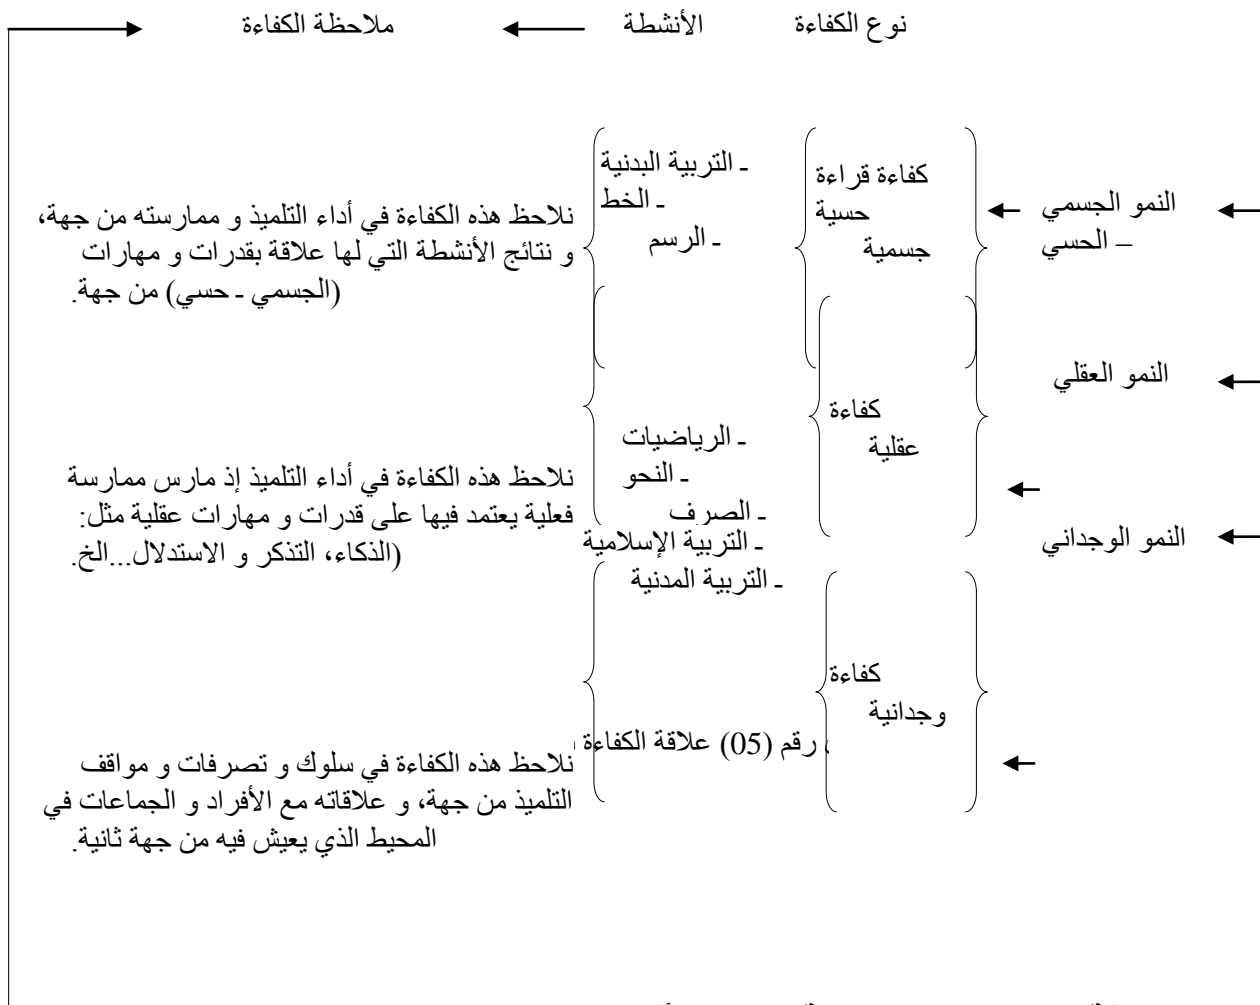 نوع الكفاءة الأنشطة ملاحظة الكفاءة
النمو الجسمي
– الحسي
كفاءة قراءة
حسية
جسمية
ـ التربية البدنية
ـ الخط
ـ الرسم
نلاحظ هذه الكفاءة في أداء التلميذ و ممارسته من جهة،
و نتائج الأنشطة التي لها علاقة بقدرات و مهارات
(الجسمي ـ حسي) من جهة.
النمو العقلي
كفاءة
عقلية
ـ الرياضيات
ـ النحو
ـ الصرف
نلاحظ هذه الكفاءة في أداء التلميذ إذ مارس ممارسة
فعلية يعتمد فيها على قدرات و مهارات عقلية مثل:
(الذكاء، التذكر و الاستدلال...الخ.
النمو الوجداني
كفاءة
وجدانية
ـ التربية الإسلامية
ـ التربية المدنية
رقم (05) علاقة الكفاءة
نلاحظ هذه الكفاءة في سلوك و تصرفات و مواقف
التلميذ من جهة، و علاقاته مع الأفراد و الجماعات في
المحيط الذي يعيش فيه من جهة ثانية.